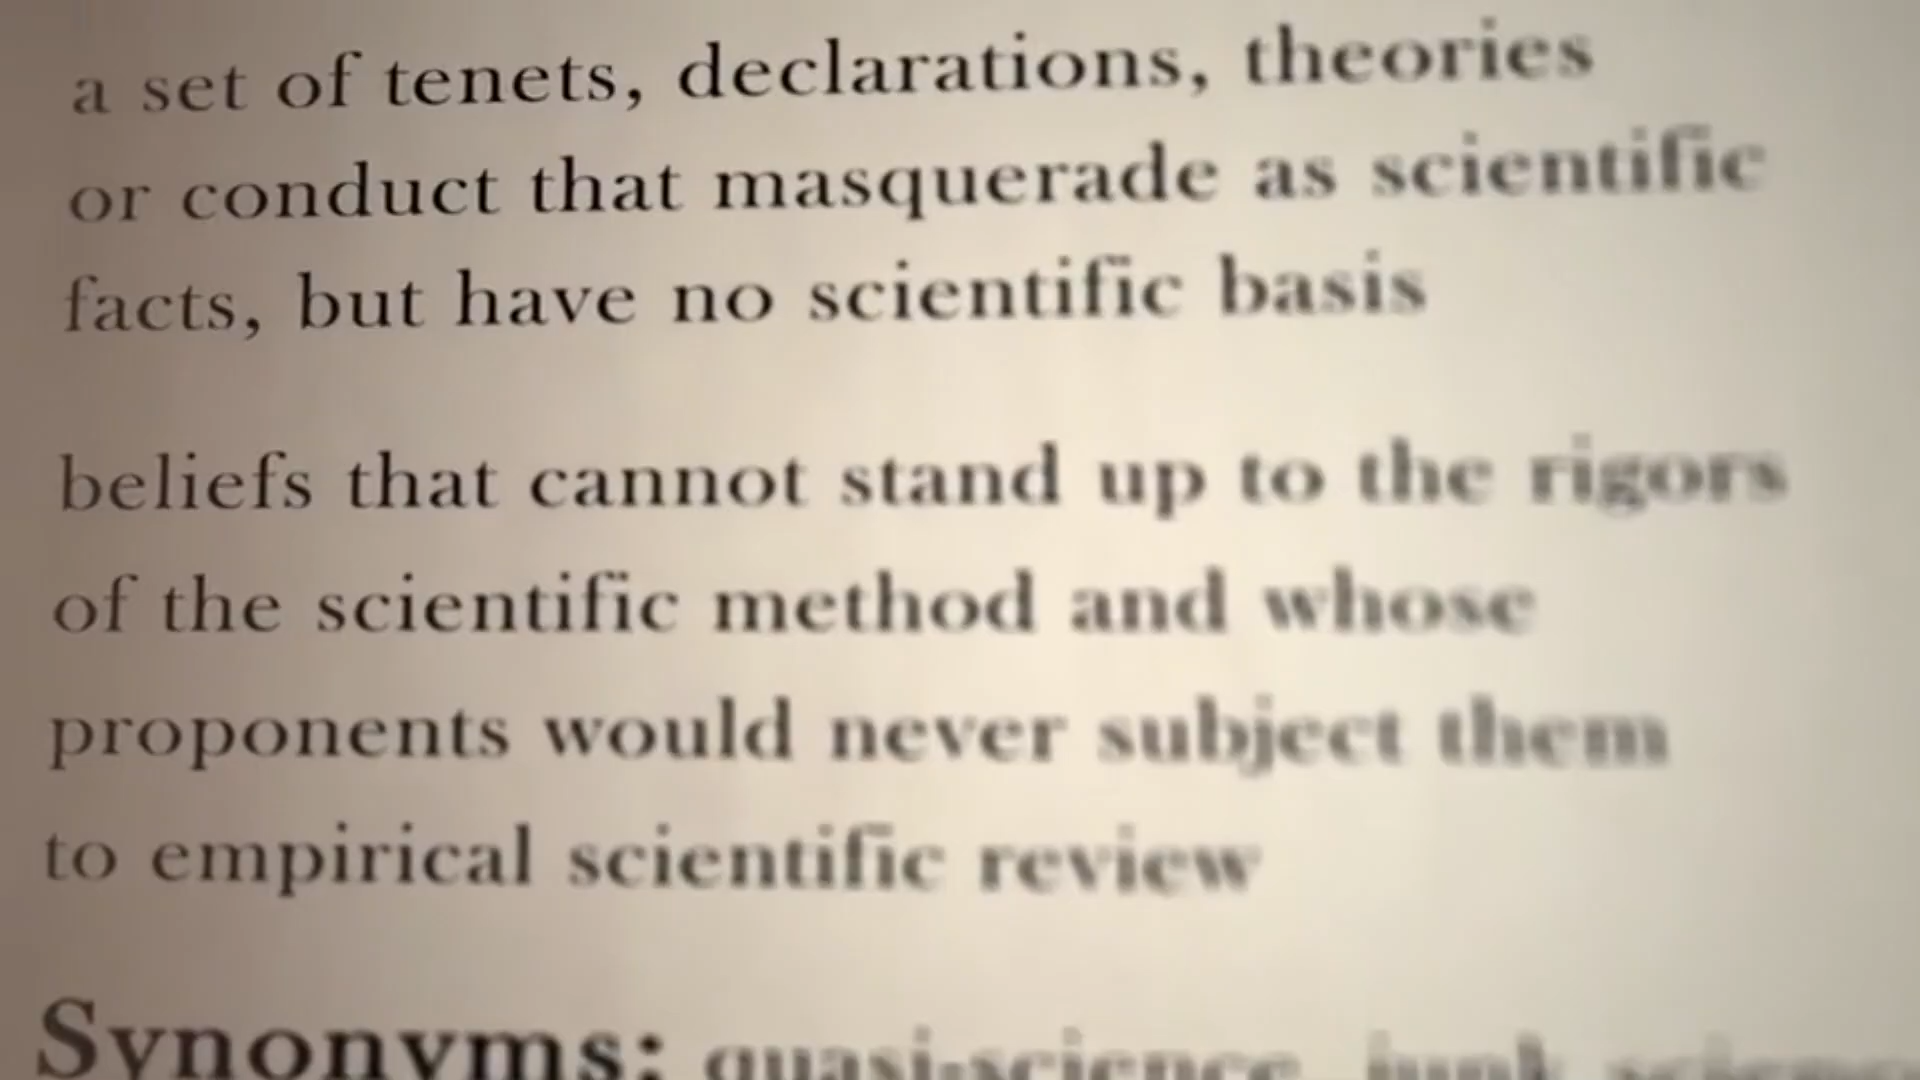 a set of tenets, declarations, theories
or conduct that masquerade as scientific
facts, but have no scientific basis
beliefs that cannot stand up to the rigors
of the scientific method and whose
proponents would never subject them
to empirical scientific review
Synonyms: quasi-science, junk science